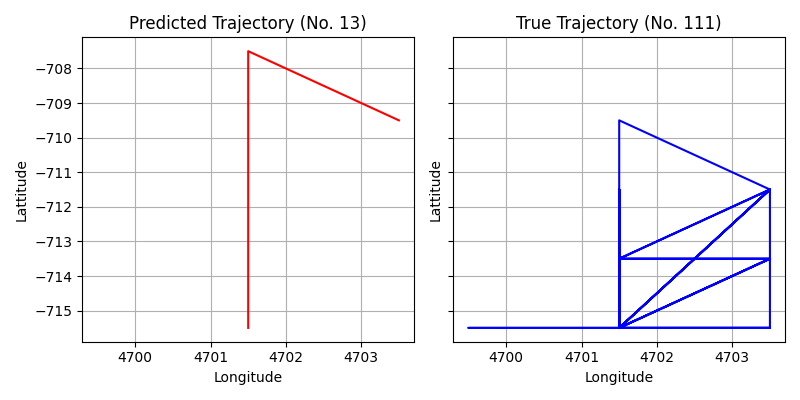 Predicted Trajectory (No. 13)
−708
−709
−710
−711
−712
−713
−714
−715
Lattitude
4700 4701 4702 4703
Longitude
True Trajectory (No. 111)
Lattitude
4700 4701 4702 4703
Longitude